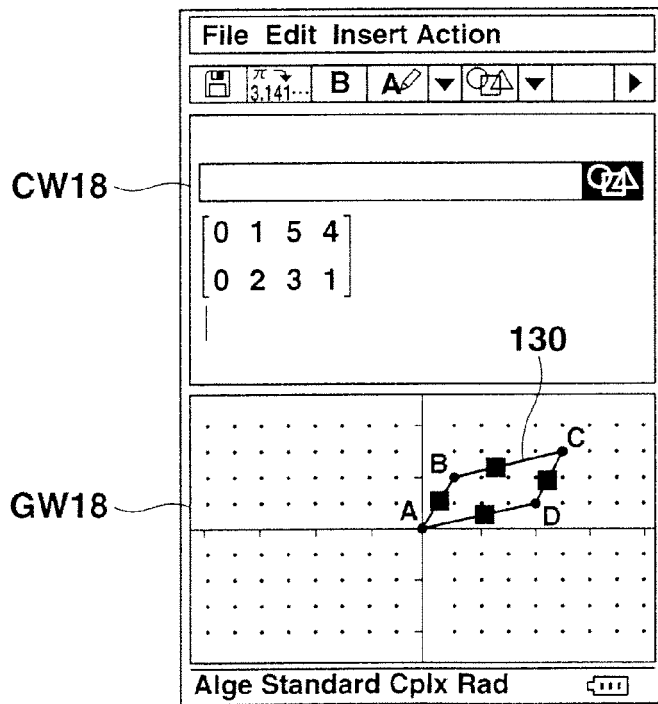 File Edit Insert Action
π
3.141... B A
CW18
0 1 5 4
0 2 3 1
130
C
B
GW18
A
D
Alge Standard Cplx Rad